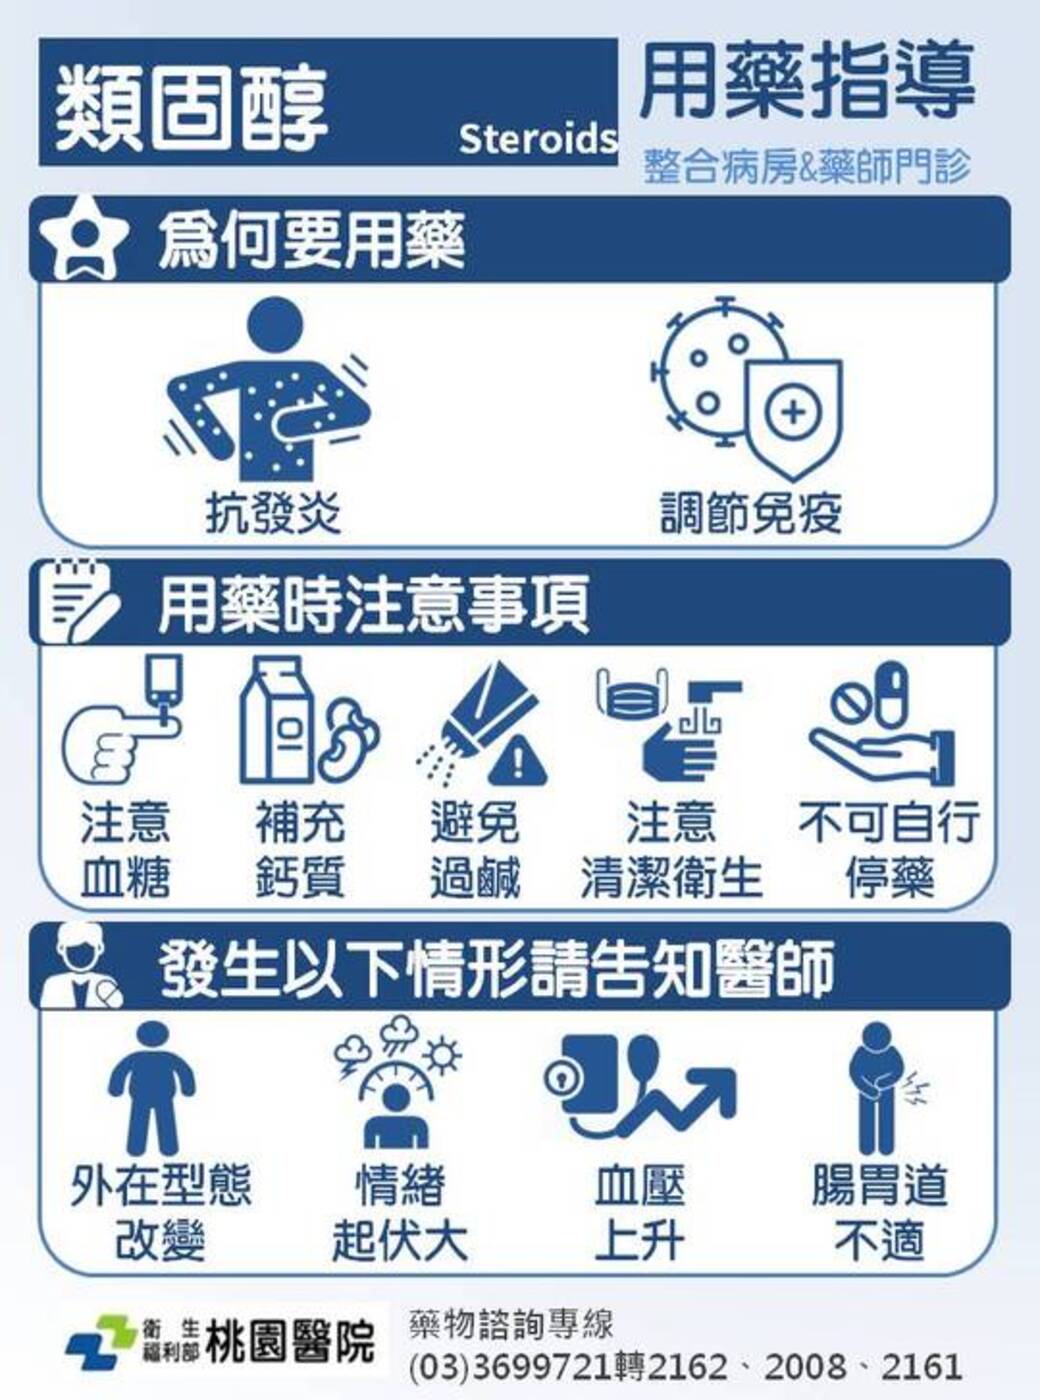 類固醇
Steroids
用藥指導
整合病房&藥師門診
為何要用藥
抗發炎
調節免疫
用藥時注意事項
注意
血糖
補充
鈣質
避免
過鹹
注意
清潔衛生
不可自行
停藥
發生以下情形請告知醫師
外在型態
改變
情緒
起伏大
血壓
上升
腸胃道
不適
衛生
福利部
桃園醫院
藥物諮詢專線
(03)3699721轉2162、2008、2161